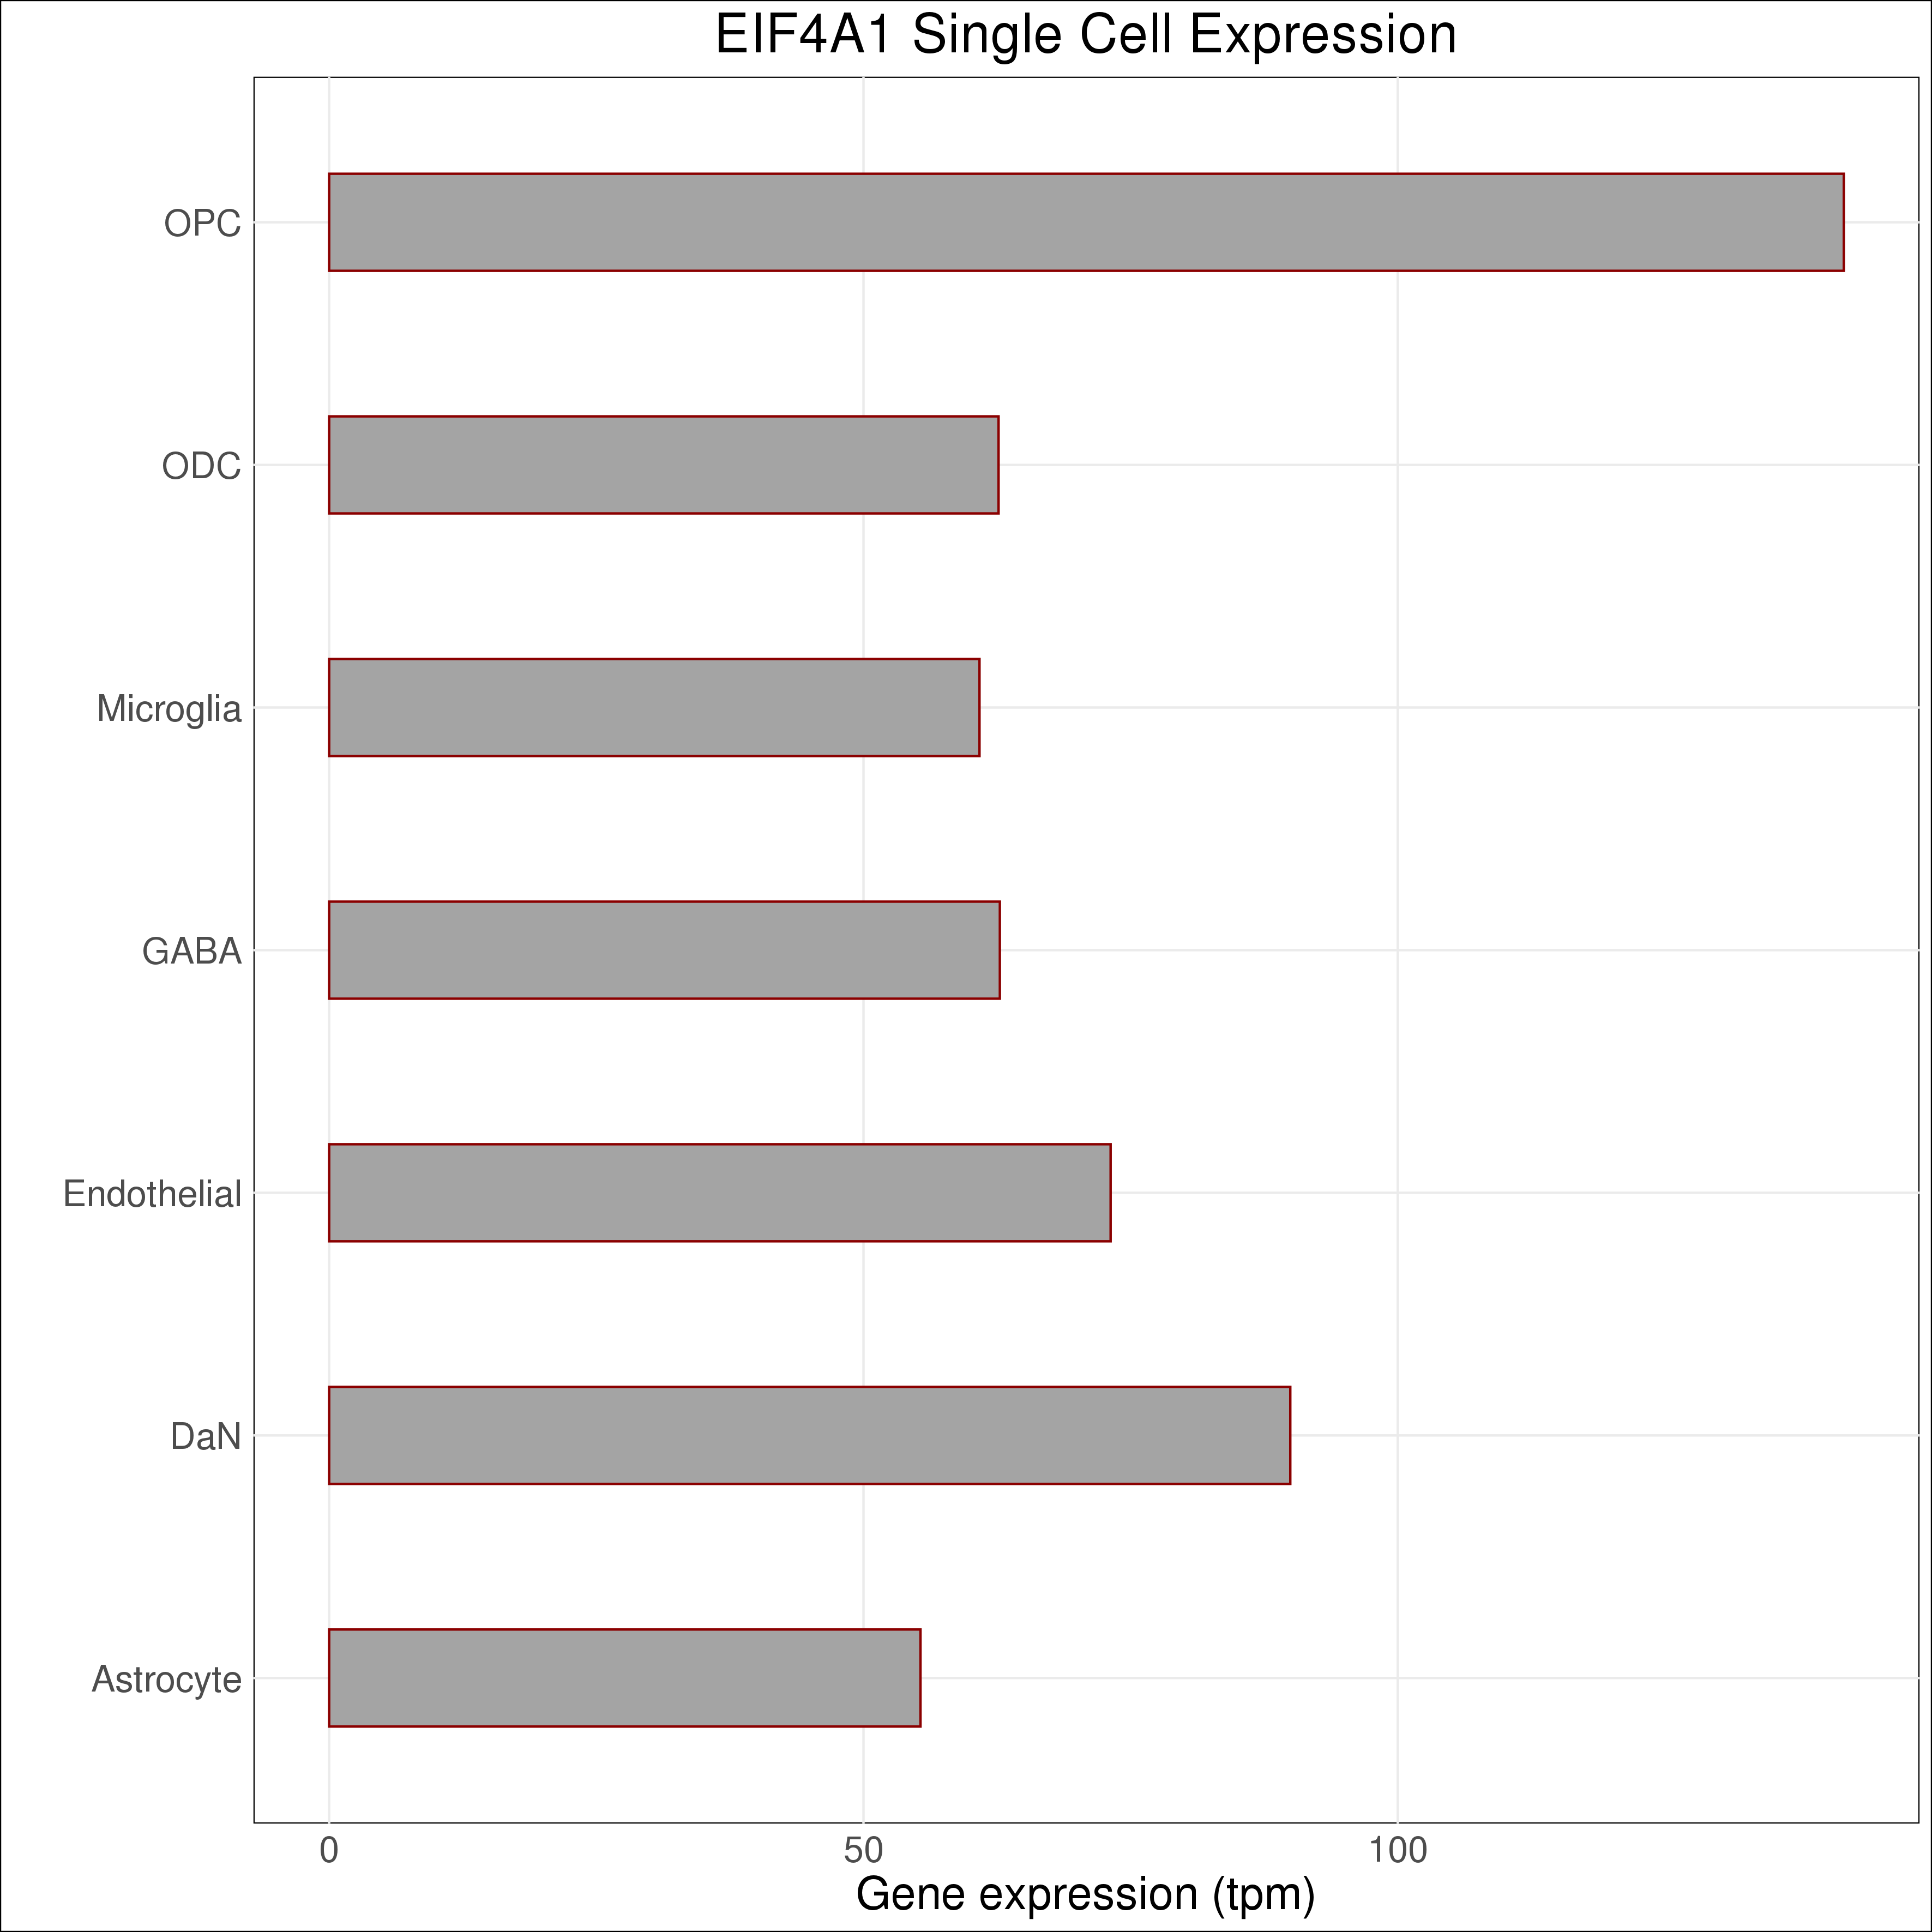 EIF4A1 Single Cell Expression
OPC
ODC
Microglia
GABA
Endothelial
DaN
Astrocyte
0 50 100
Gene expression (tpm)